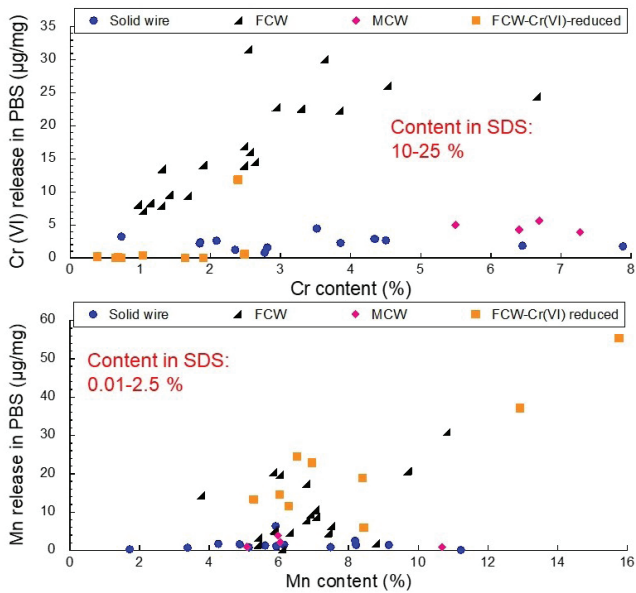 Solid wire FCW MCW FCW-Cr(VI)-reduced
35
30
25
20
15
10
5
0
Cr (VI) release in PBS (µg/mg)
Content in SDS:
10-25 %
0 1 2 3 4 5 6 7 8
Cr content (%)
Solid wire FCW MCW FCW-Cr(VI) reduced
60
50
40
30
20
10
0
Mn release in PBS (µg/mg)
Content in SDS:
0.01-2.5 %
0 2 4 6 8 10 12 14 16
Mn content (%)